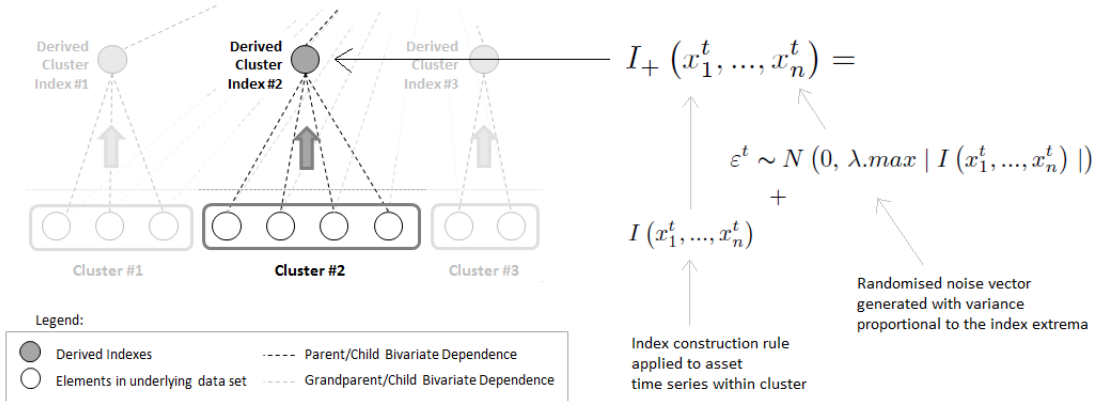 Derived
Cluster
Index #1
Derived
Cluster
Index #2
Derived
Cluster
Index #3
I₊ (x₁ᵗ, ..., xₙᵗ) =
εᵗ ~ N (0, λ.max | I (x₁ᵗ, ..., xₙᵗ) |)
+
I (x₁ᵗ, ..., xₙᵗ)
Cluster #1
Cluster #2
Cluster #3
Randomised noise vector
generated with variance
proportional to the index extrema
Index construction rule
applied to asset
time series within cluster
Legend:
Derived Indexes
Parent/Child Bivariate Dependence
Elements in underlying data set
Grandparent/Child Bivariate Dependence